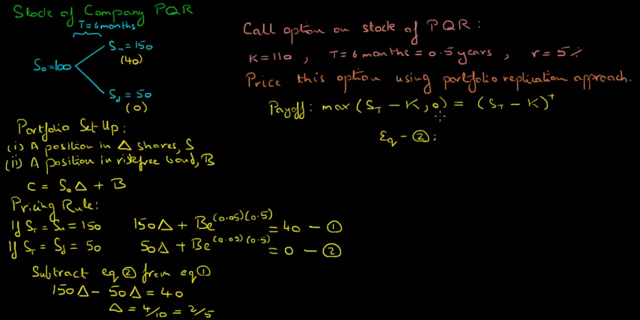 Stock of Company PQR
T=6 months
S₀=100
Sᵤ = 150
(40)
S_d = 50
(0)
Portfolio Set Up:
(i) A position in Δ shares, S
(ii) A position in riskfree bond, B
C = S₀Δ + B
Pricing Rule:
If S_T = Sᵤ = 150 150Δ + Be^(0.05)(0.5) = 40 – ①
If S_T = S_d = 50 50Δ + Be^(0.05)(0.5) = 0 – ②
Subtract eq ② from eq ①
150Δ – 50Δ = 40
Δ = 4/10 = 2/5
Call option on stock of PQR:
K=110 , T=6 months = 0.5 years , r = 5%
Price this option using portfolio replication approach.
Payoff: max (S_T – K, 0) = (S_T – K)⁺
Eq – ② :